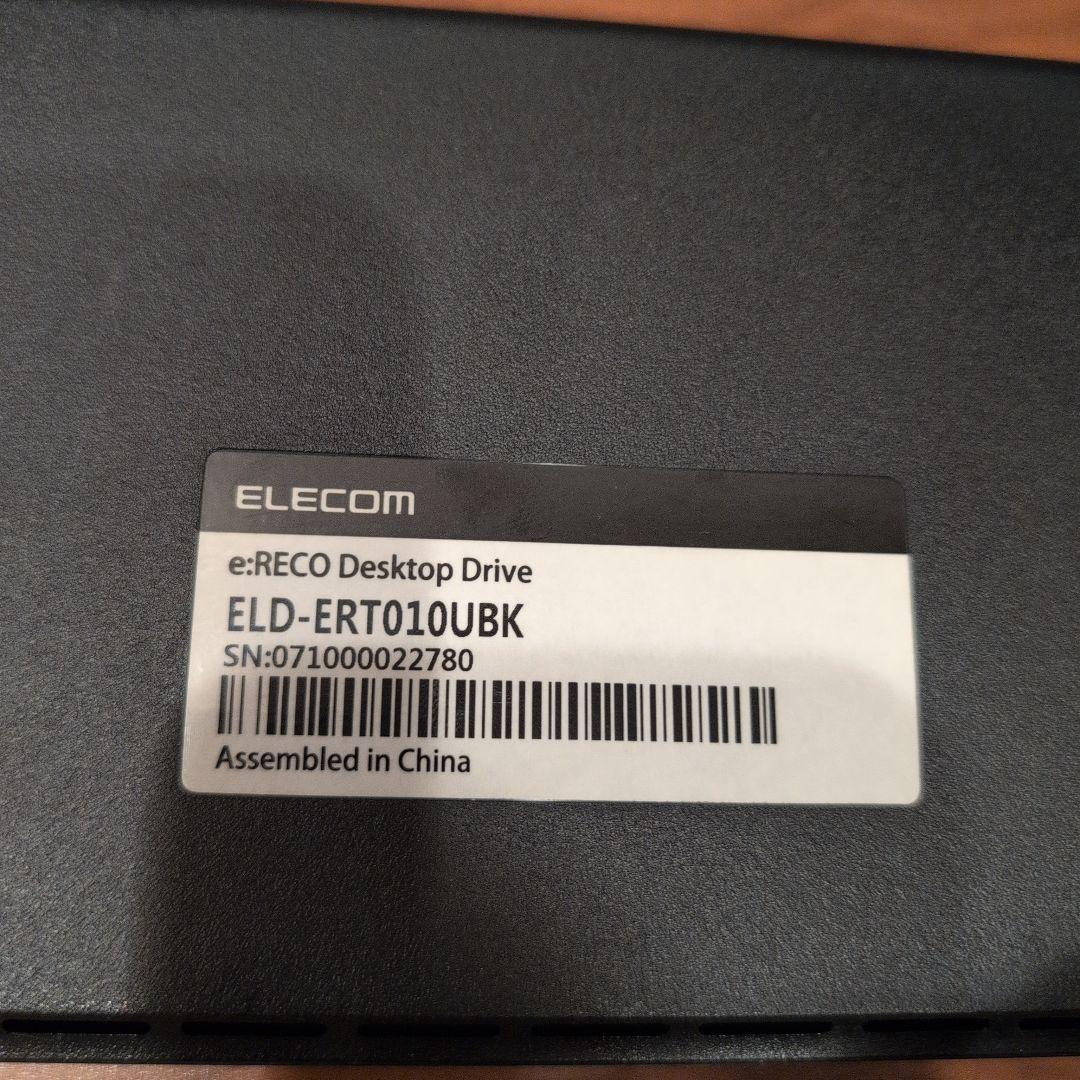 ELECOM
e:RECO Desktop Drive
ELD-ERT010UBK
SN:071000022780
Assembled in China